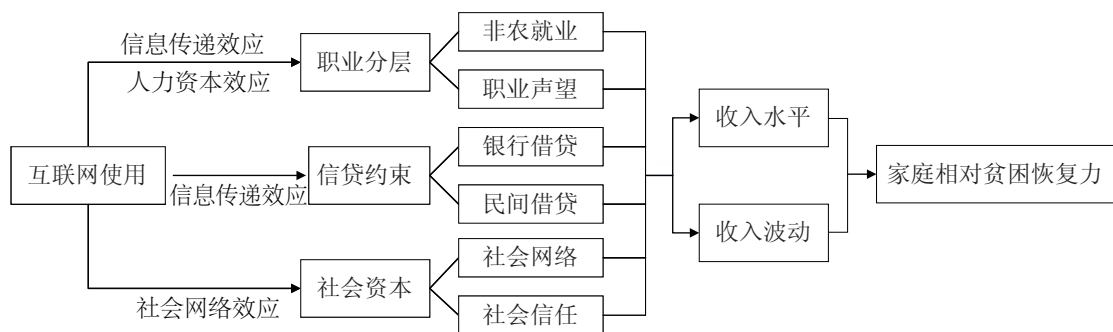 信息传递效应
人力资本效应
职业分层
非农就业
职业声望
互联网使用
信息传递效应
信贷约束
银行借贷
民间借贷
社会网络效应
社会资本
社会网络
社会信任
收入水平
收入波动
家庭相对贫困恢复力